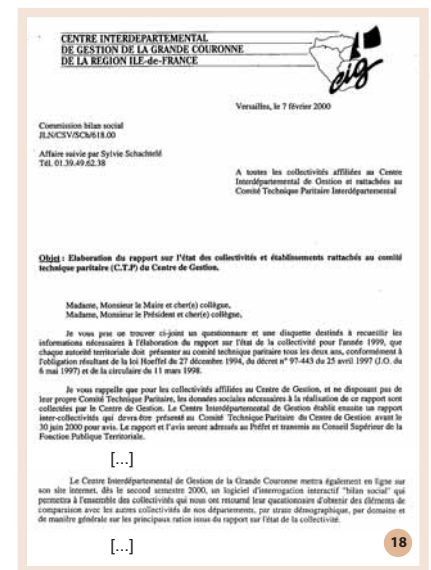 CENTRE INTERDEPARTEMENTAL
DE GESTION DE LA GRANDE COURONNE
DE LA REGION ILE-de-FRANCE
cig
Versailles, le 7 février 2000
Commission bilan social
JLN/CSV/SCh/618.00
Affaire suivie par Sylvie Schachtelé
Tél. 01.39.49.62.38
A toutes les collectivités affiliées au Centre
Interdépartemental de Gestion et rattachées au
Comité Technique Paritaire Interdépartemental
Objet : Elaboration du rapport sur l'état des collectivités et établissements rattachés au comité
technique paritaire (C.T.P) du Centre de Gestion.
Madame, Monsieur le Maire et cher(e) collègue,
Madame, Monsieur le Président et cher(e) collègue,
Je vous prie de trouver ci-joint un questionnaire et une disquette destinés à recueillir les
informations nécessaires à l'élaboration du rapport sur l'état de la collectivité pour l'année 1999, que
chaque autorité territoriale doit présenter au comité technique paritaire tous les deux ans, conformément à
l'obligation résultant de la loi Hoeffel du 27 décembre 1994, du décret n° 97-443 du 25 avril 1997 (J.O. du
6 mai 1997) et de la circulaire du 11 mars 1998.
Je vous rappelle que pour les collectivités affiliées au Centre de Gestion, et ne disposant pas de
leur propre Comité Technique Paritaire, les données sociales nécessaires à la réalisation de ce rapport sont
collectées par le Centre de Gestion. Le Centre Interdépartemental de Gestion établit ensuite un rapport
inter-collectivités qui devra être présenté au Comité Technique Paritaire du Centre de Gestion avant le
30 juin 2000 pour avis. Le rapport et l'avis seront adressés au Préfet et transmis au Conseil Supérieur de la
Fonction Publique Territoriale.
[...]
Le Centre Interdépartemental de Gestion de la Grande Couronne mettra également en ligne sur
son site internet, dès le second semestre 2000, un logiciel d'interrogation interactif "bilan social" qui
permettra à l'ensemble des collectivités qui nous ont retourné leur questionnaire d'obtenir des éléments de
comparaison avec les autres collectivités de nos départements, par strate démographique, par domaine et
de manière générale sur les principaux ratios issus du rapport sur l'état de la collectivité.
[...]
18